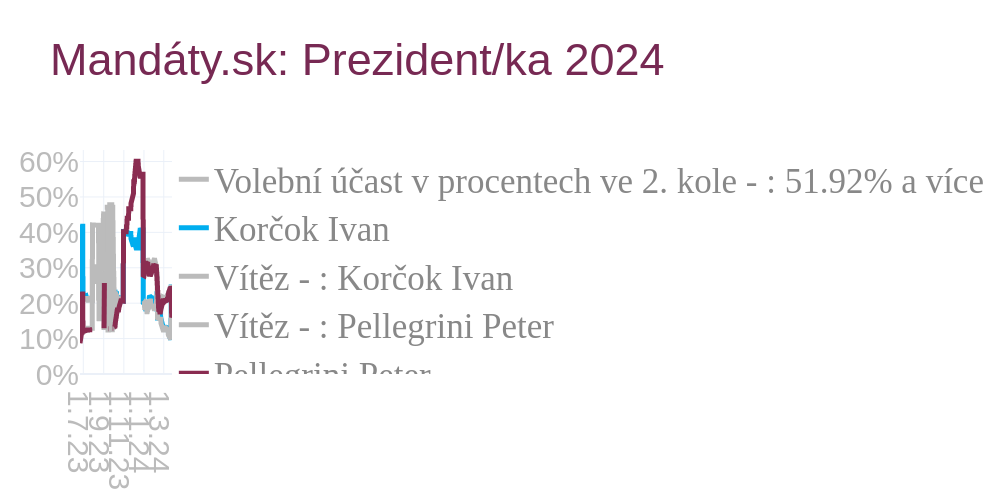 Mandáty.sk: Prezident/ka 2024
60%
50%
40%
30%
20%
10%
0%
1.7.23
1.9.23
1.11.23
1.1.24
1.3.24
Volební účast v procentech ve 2. kole - : 51.92% a více
Korčok Ivan
Vítěz - : Korčok Ivan
Vítěz - : Pellegrini Peter
Pellegrini Peter